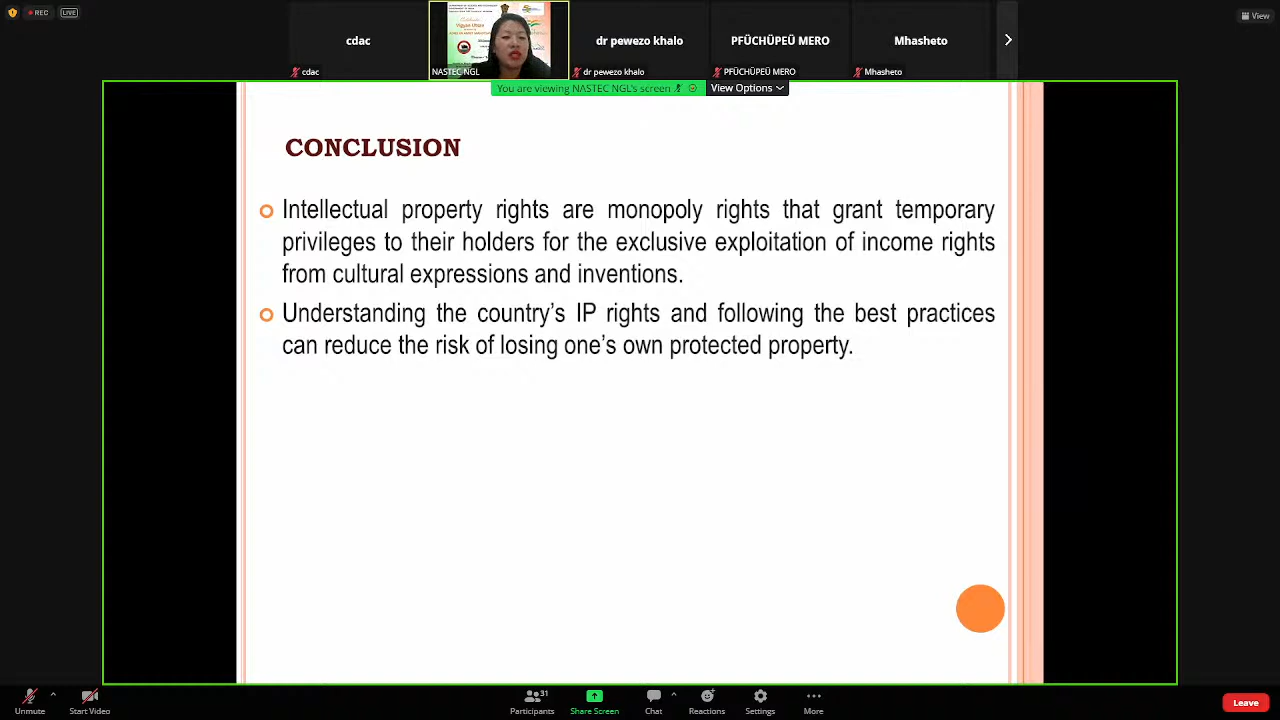 REC
LIVE
View
cdac
dr pewezo khalo
PFÜCHÜPEÜ MERO
Mhasheto
cdac
NASTEC NGL
dr pewezo khalo
PFÜCHÜPEÜ MERO
Mhasheto
You are viewing NASTEC NGL's screen
View Options
CONCLUSION
Intellectual property rights are monopoly rights that grant temporary
privileges to their holders for the exclusive exploitation of income rights
from cultural expressions and inventions.
Understanding the country’s IP rights and following the best practices
can reduce the risk of losing one’s own protected property.
Unmute
Start Video
31
Participants
Share Screen
Chat
Reactions
Settings
More
Leave